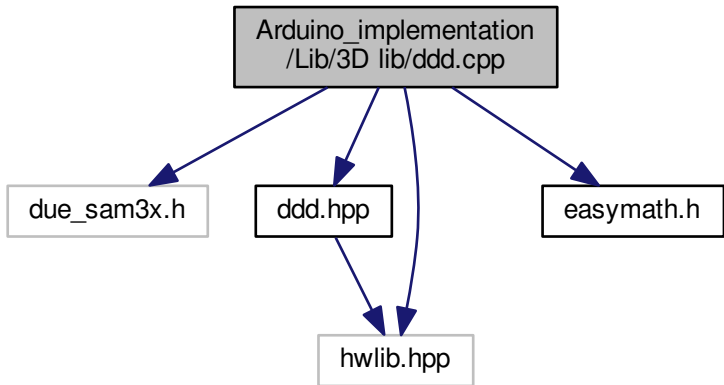 Arduino_implementation
/Lib/3D lib/ddd.cpp
due_sam3x.h
ddd.hpp
easymath.h
hwlib.hpp